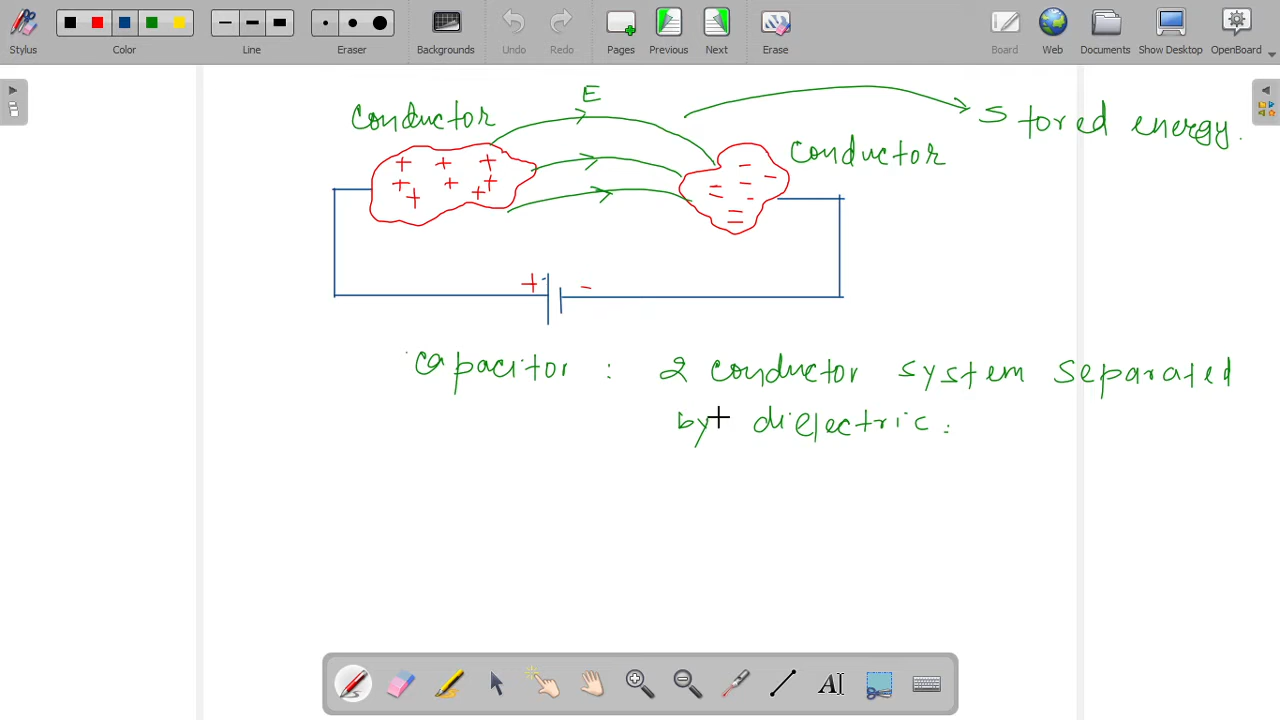 Stylus
Color
Line
Eraser
Backgrounds
Undo
Redo
Pages
Previous
Next
Erase
Board
Web
Documents
Show Desktop
OpenBoard
E
conductor
Stored energy.
conductor
+ + +
+ + +
+ +
+ -
capacitor : 2 conductor system separated
by dielectric.